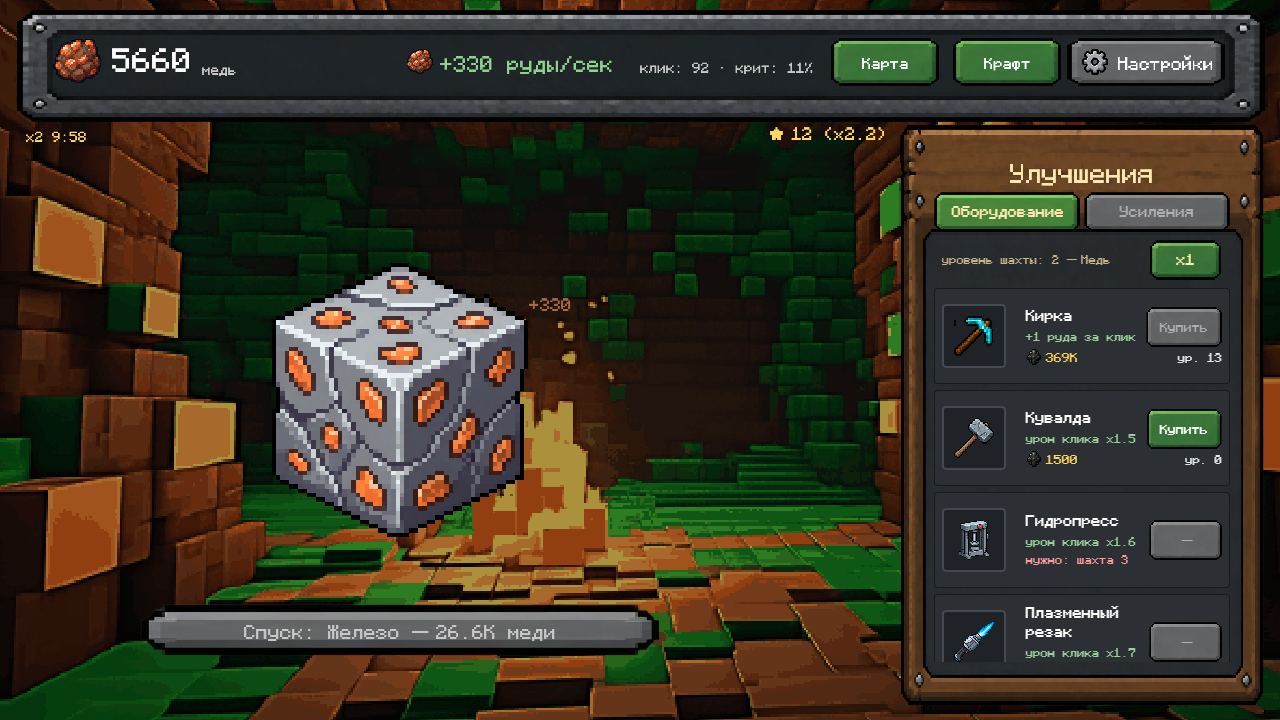 5660 медь
+330 руды/сек
клик: 92 · крит: 11%
Карта
Крафт
Настройки
x2 9:58
12 (x2.2)
Улучшения
Оборудование
Усиления
уровень шахты: 2 — Медь
x1
+330
Кирка
+1 руда за клик
369K
Купить
ур. 13
Кувалда
урон клика x1.5
1500
Купить
ур. 0
Гидропресс
урон клика x1.6
нужно: шахта 3
—
Плазменный
резак
урон клика x1.7
—
Спуск: Железо — 26.6K меди